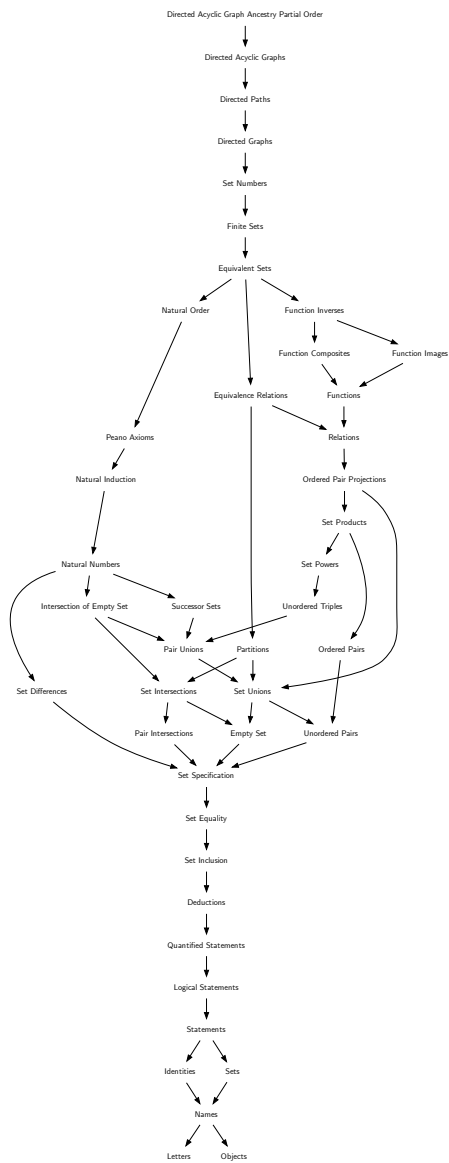 Directed Acyclic Graph Ancestry Partial Order
Directed Acyclic Graphs
Directed Paths
Directed Graphs
Set Numbers
Finite Sets
Equivalent Sets
Natural Order
Function Inverses
Function Composites
Function Images
Equivalence Relations
Functions
Peano Axioms
Relations
Natural Induction
Ordered Pair Projections
Set Products
Natural Numbers
Set Powers
Intersection of Empty Set
Successor Sets
Unordered Triples
Pair Unions
Partitions
Ordered Pairs
Set Differences
Set Intersections
Set Unions
Pair Intersections
Empty Set
Unordered Pairs
Set Specification
Set Equality
Set Inclusion
Deductions
Quantified Statements
Logical Statements
Statements
Identities
Sets
Names
Letters
Objects